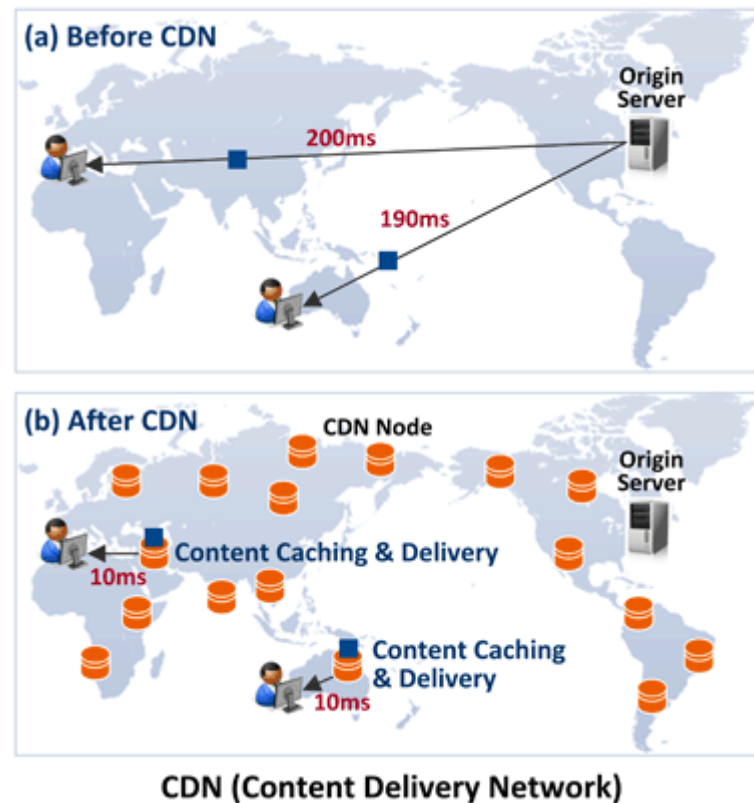 (a) Before CDN
Origin
Server
200ms
190ms
(b) After CDN
CDN Node
Origin
Server
Content Caching & Delivery
10ms
Content Caching
& Delivery
10ms
CDN (Content Delivery Network)